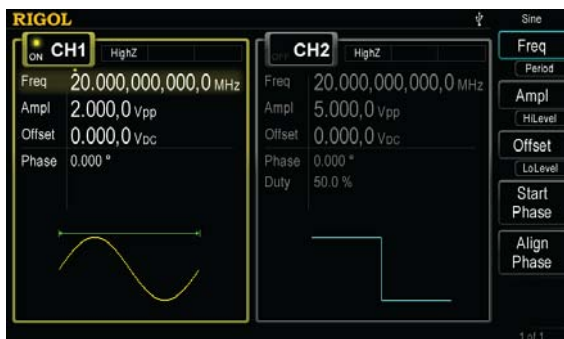 RIGOL
Sine
ON CH1 HighZ
Freq 20.000,000,000,0 MHz
Ampl 2.000,0 Vpp
Offset 0.000,0 VDC
Phase 0.000 °
OFF CH2 HighZ
Freq 20.000,000,000,0 MHz
Ampl 5.000,0 Vpp
Offset 0.000,0 VDC
Phase 0.000 °
Duty 50.0 %
Freq
Period
Ampl
HiLevel
Offset
LoLevel
Start
Phase
Align
Phase
1 of 1